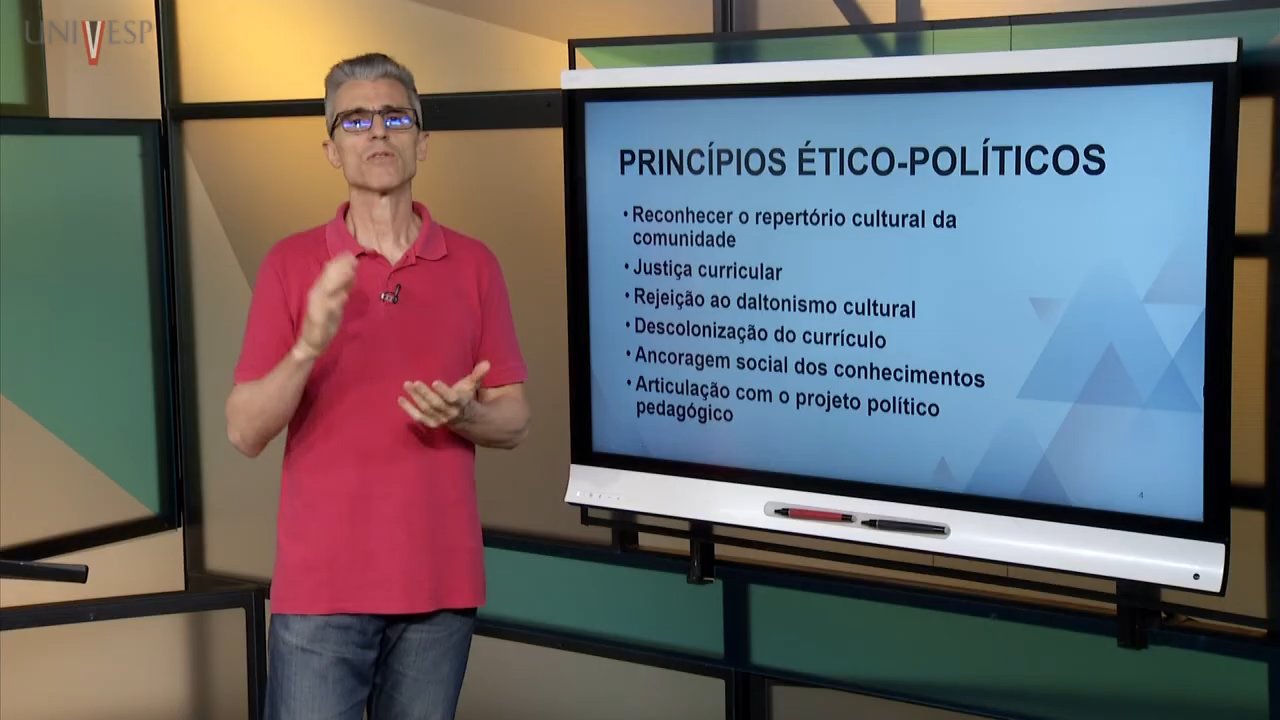 UNIVESP
PRINCÍPIOS ÉTICO-POLÍTICOS
• Reconhecer o repertório cultural da
comunidade
• Justiça curricular
• Rejeição ao daltonismo cultural
• Descolonização do currículo
• Ancoragem social dos conhecimentos
• Articulação com o projeto político
pedagógico
4